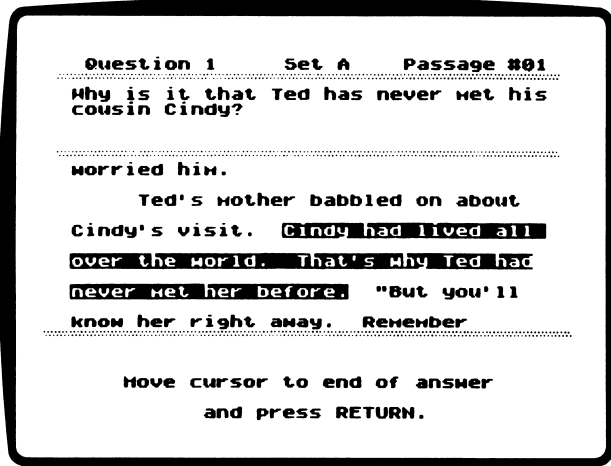 Question 1 Set A Passage #01
Why is it that Ted has never met his
cousin Cindy?
worried him.
Ted's mother babbled on about
Cindy's visit. Cindy had lived all
over the world. That's why Ted had
never met her before. "But you'll
know her right away. Remember
Move cursor to end of answer
and press RETURN.